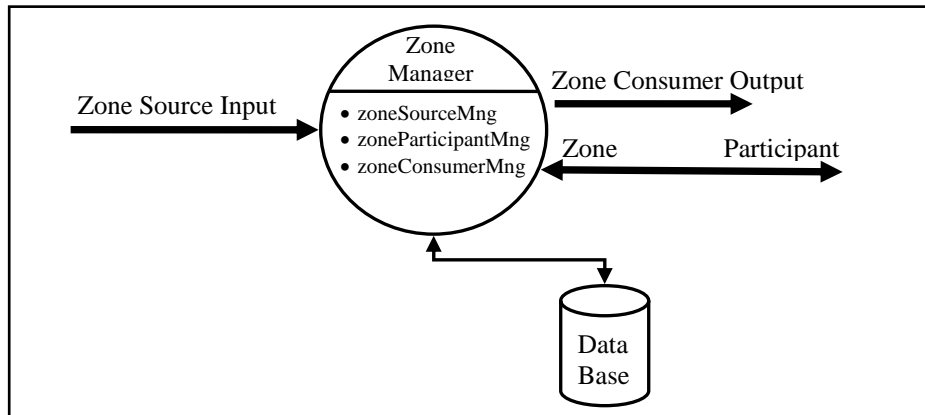 Zone
Manager
Zone Source Input
Zone Consumer Output
• zoneSourceMng
• zoneParticipantMng
• zoneConsumerMng
Zone Participant
Data
Base